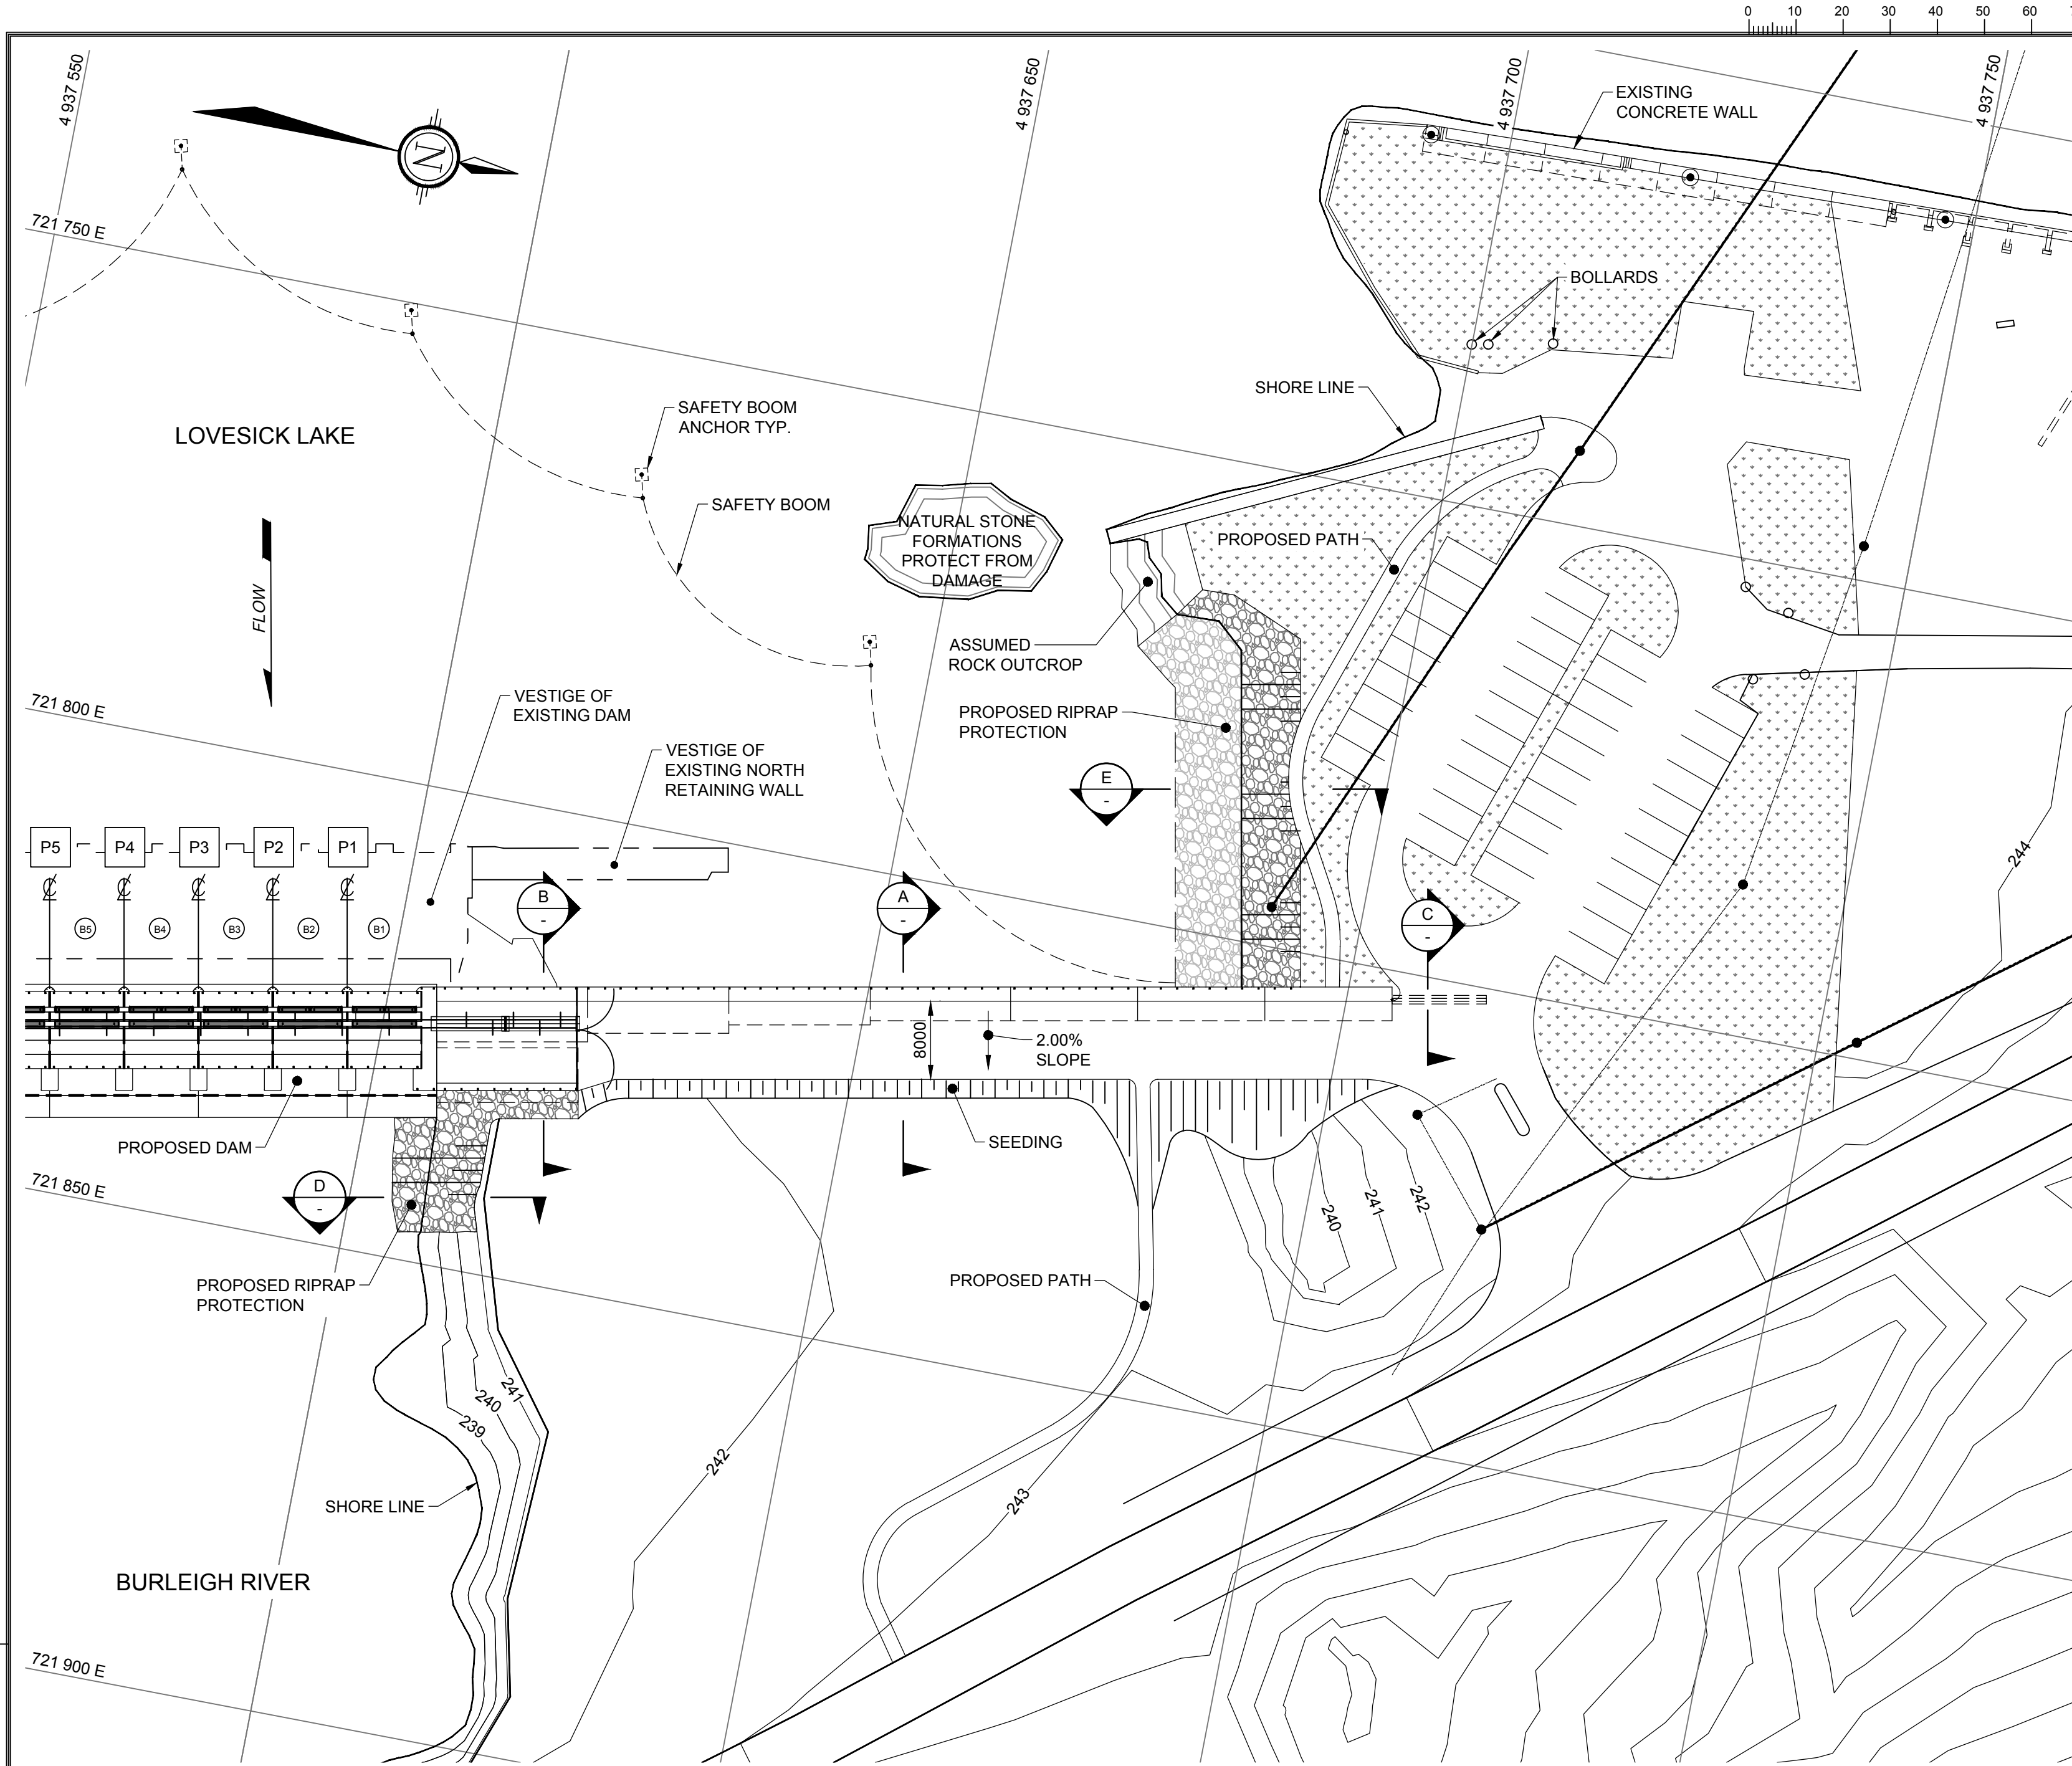 0 10 20 30 40 50 60
4 937 550
4 937 650
4 937 700
4 937 750
EXISTING
CONCRETE WALL
N
721 750 E
BOLLARDS
SHORE LINE
SAFETY BOOM
ANCHOR TYP.
LOVESICK LAKE
SAFETY BOOM
NATURAL STONE
FORMATIONS
PROTECT FROM
DAMAGE
PROPOSED PATH
FLOW
ASSUMED
ROCK OUTCROP
721 800 E
VESTIGE OF
EXISTING DAM
PROPOSED RIPRAP
PROTECTION
VESTIGE OF
EXISTING NORTH
RETAINING WALL
E
-
P5 P4 P3 P2 P1
244
B
-
A
-
C
-
B5 B4 B3 B2 B1
8000
2.00%
SLOPE
PROPOSED DAM
SEEDING
721 850 E
D
-
240
241
242
PROPOSED RIPRAP
PROTECTION
PROPOSED PATH
241
240
239
242
243
SHORE LINE
BURLEIGH RIVER
721 900 E